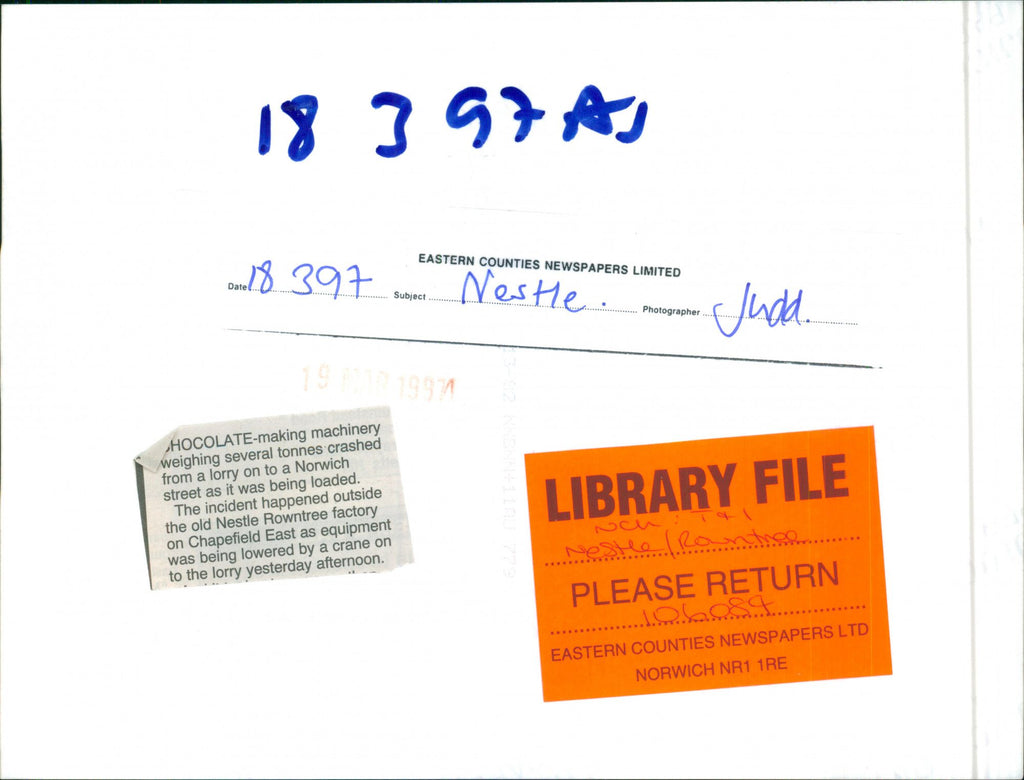 18 3 97 AJ
EASTERN COUNTIES NEWSPAPERS LIMITED
Date 18 3 97 Subject Nestle. Photographer Judd.
19 MAR 1997
HOCOLATE-making machinery
weighing several tonnes crashed
from a lorry on to a Norwich
street as it was being loaded.
The incident happened outside
the old Nestle Rowntree factory
on Chapefield East as equipment
was being lowered by a crane on
to the lorry yesterday afternoon.
LIBRARY FILE
NCH: T&I
Nestle/Rowntree
PLEASE RETURN
106089
EASTERN COUNTIES NEWSPAPERS LTD
NORWICH NR1 1RE